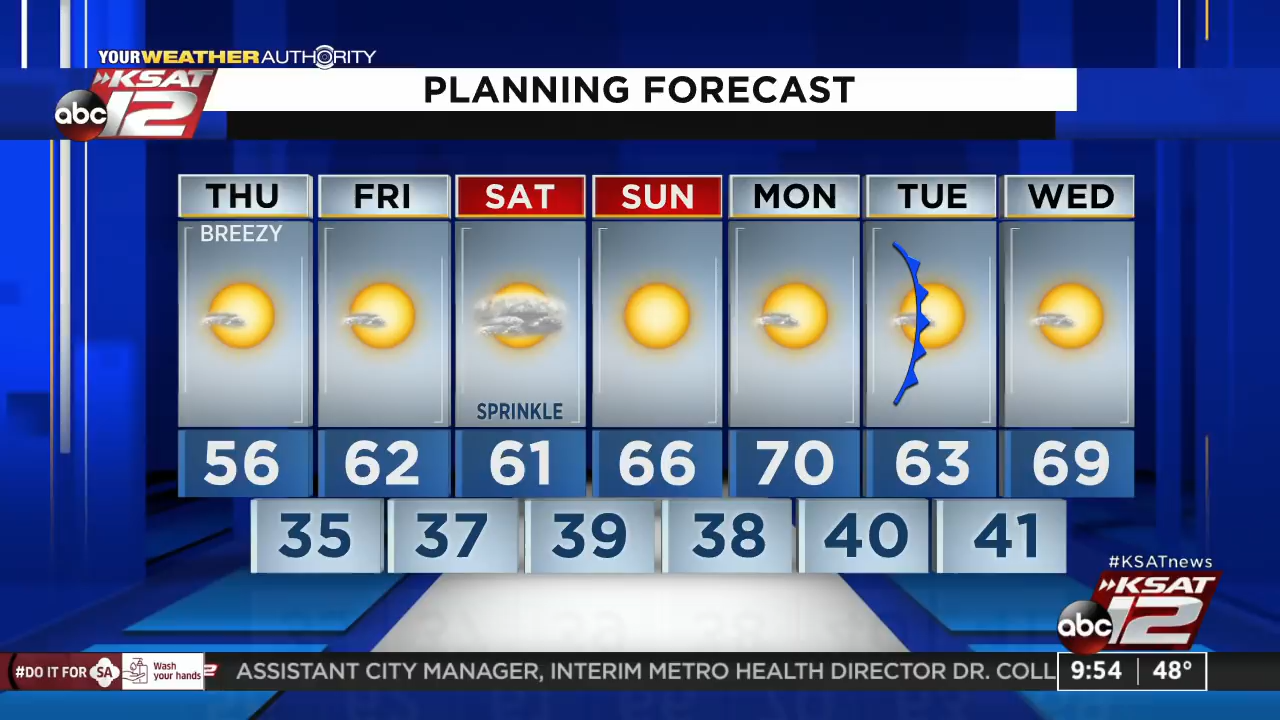 YOURWEATHERAUTHORITY
KSAT
abc 12
PLANNING FORECAST
THU FRI SAT SUN MON TUE WED
BREEZY
SPRINKLE
56 62 61 66 70 63 69
35 37 39 38 40 41
#KSATnews
KSAT
abc 12
#DO IT FOR SA
Wash
your hands
ASSISTANT CITY MANAGER, INTERIM METRO HEALTH DIRECTOR DR. COLL
9:54 48°